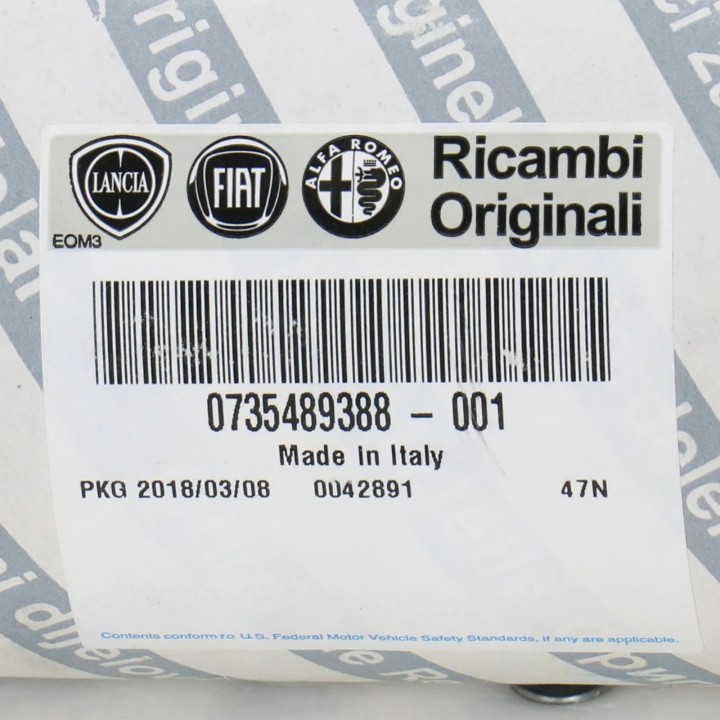 LANCIA FIAT ALFA ROMEO Ricambi
Originali
EOM3
0735489388 - 001
Made in Italy
PKG 2018/03/08 0042891 47N
Contents conform to U.S. Federal Motor Vehicle Safety Standards, if any are applicable.